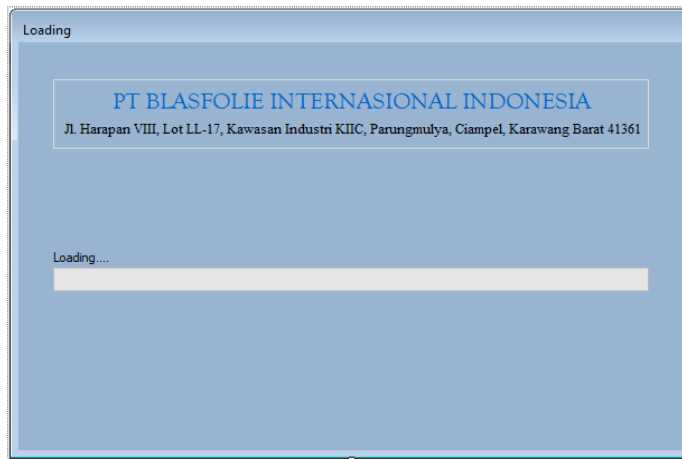 Loading
PT BLASFOLIE INTERNASIONAL INDONESIA
Jl. Harapan VIII, Lot LL-17, Kawasan Industri KIIC, Parungmulya, Ciampel, Karawang Barat 41361
Loading....